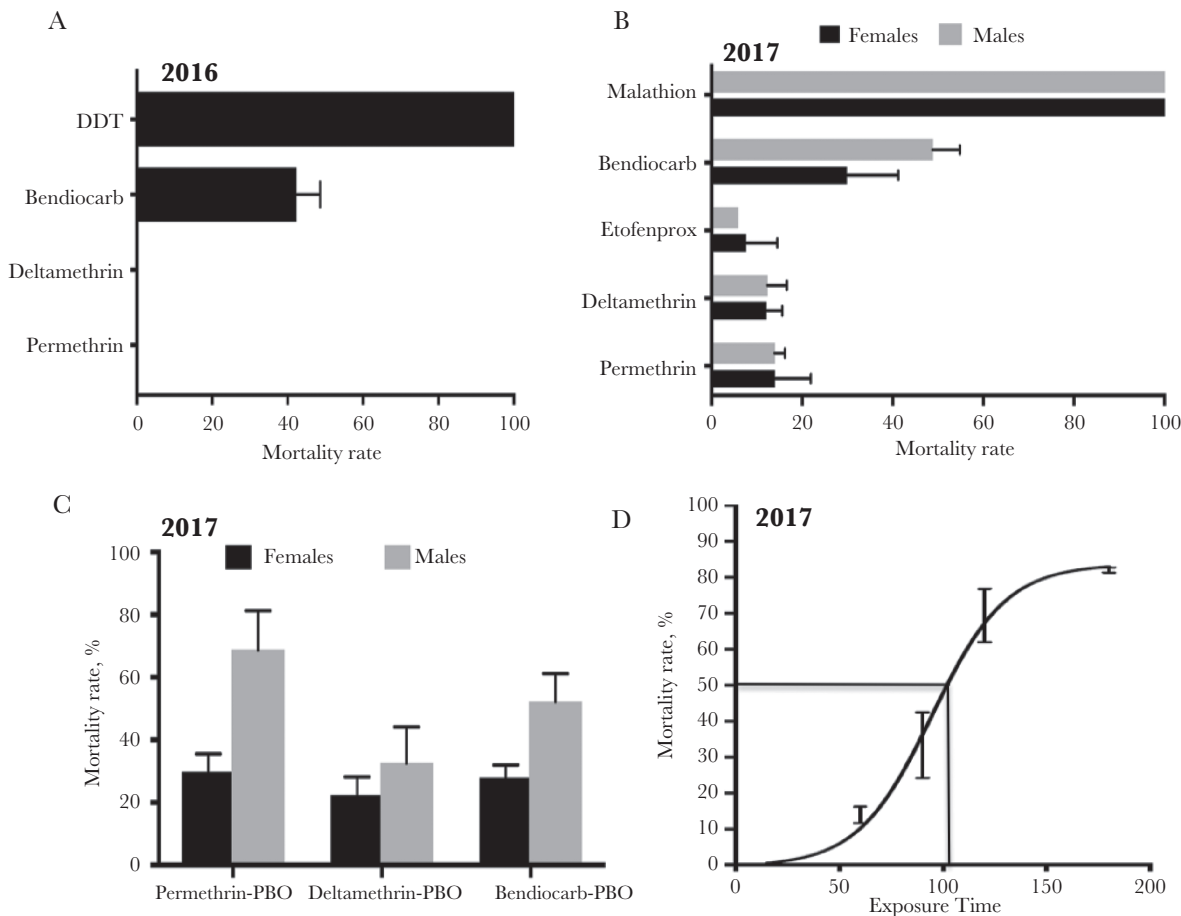 A
2016
DDT
Bendiocarb
Deltamethrin
Permethrin
0 20 40 60 80 100
Mortality rate
B
Females Males
2017
Malathion
Bendiocarb
Etofenprox
Deltamethrin
Permethrin
0 20 40 60 80 100
Mortality rate
C
2017
Females Males
Mortality rate, %
100
80
60
40
20
0
Permethrin-PBO Deltamethrin-PBO Bendiocarb-PBO
D
2017
Mortality rate, %
100
90
80
70
60
50
40
30
20
10
0
0 50 100 150 200
Exposure Time